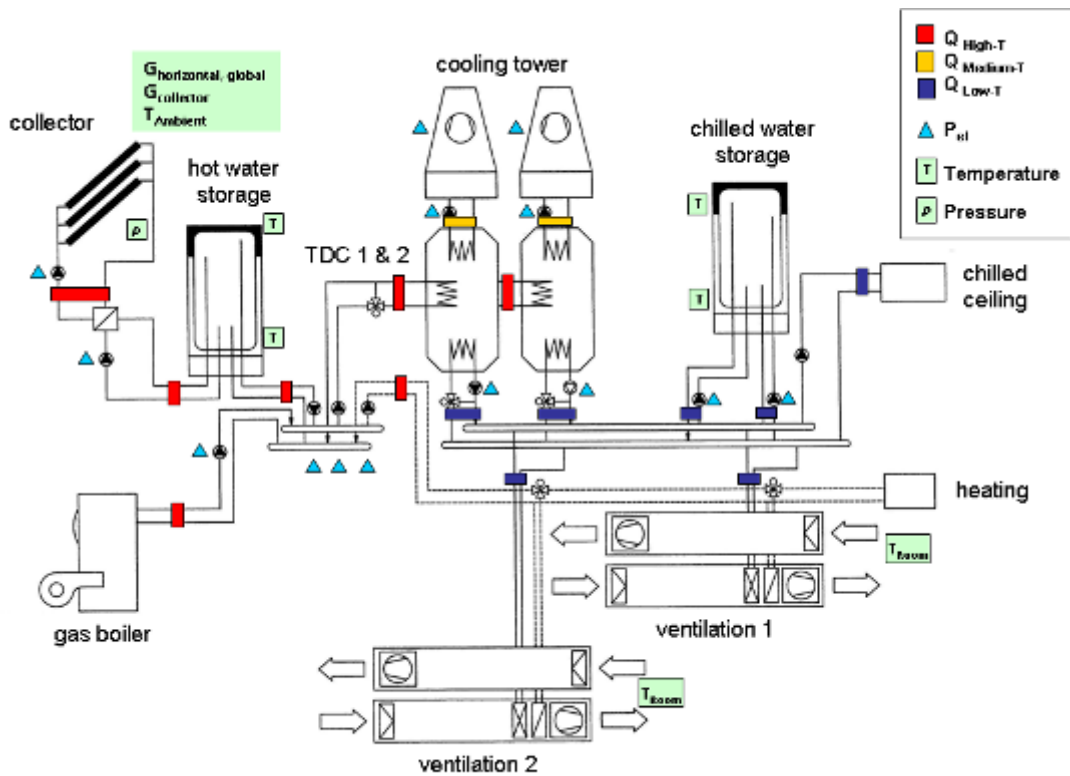 G horizontal, global
G collector
T Ambient
collector
hot water
storage
T
T
p
cooling tower
TDC 1 & 2
chilled water
storage
T
T
Q High-T
Q Medium-T
Q Low-T
P el
T Temperature
p Pressure
chilled
ceiling
heating
T Room
ventilation 1
gas boiler
T Room
ventilation 2